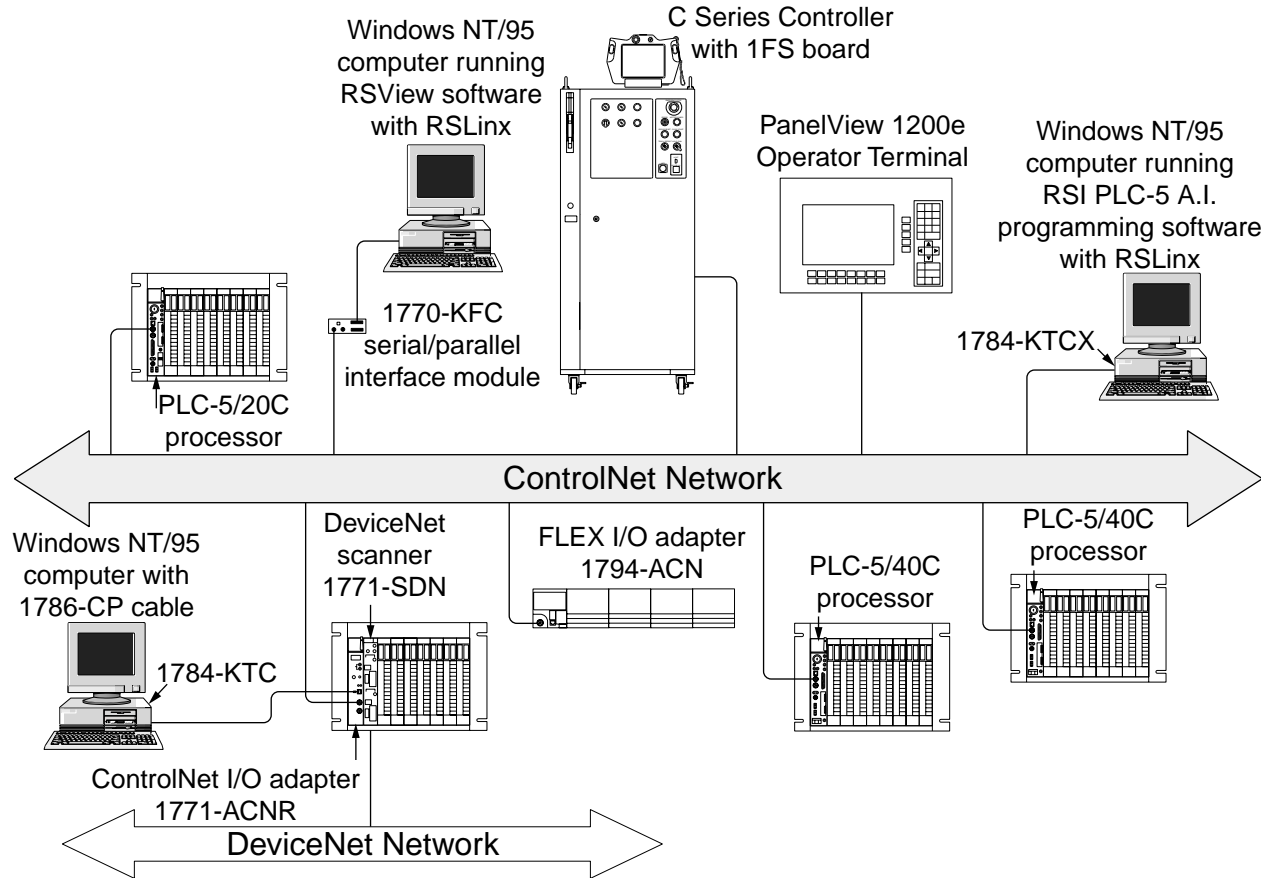 Windows NT/95
computer running
RSView software
with RSLinx
C Series Controller
with 1FS board
PanelView 1200e
Operator Terminal
Windows NT/95
computer running
RSI PLC-5 A.I.
programming software
with RSLinx
1770-KFC
serial/parallel
interface module
1784-KTCX
PLC-5/20C
processor
ControlNet Network
Windows NT/95
computer with
1786-CP cable
DeviceNet
scanner
1771-SDN
FLEX I/O adapter
1794-ACN
PLC-5/40C
processor
PLC-5/40C
processor
1784-KTC
ControlNet I/O adapter
1771-ACNR
DeviceNet Network